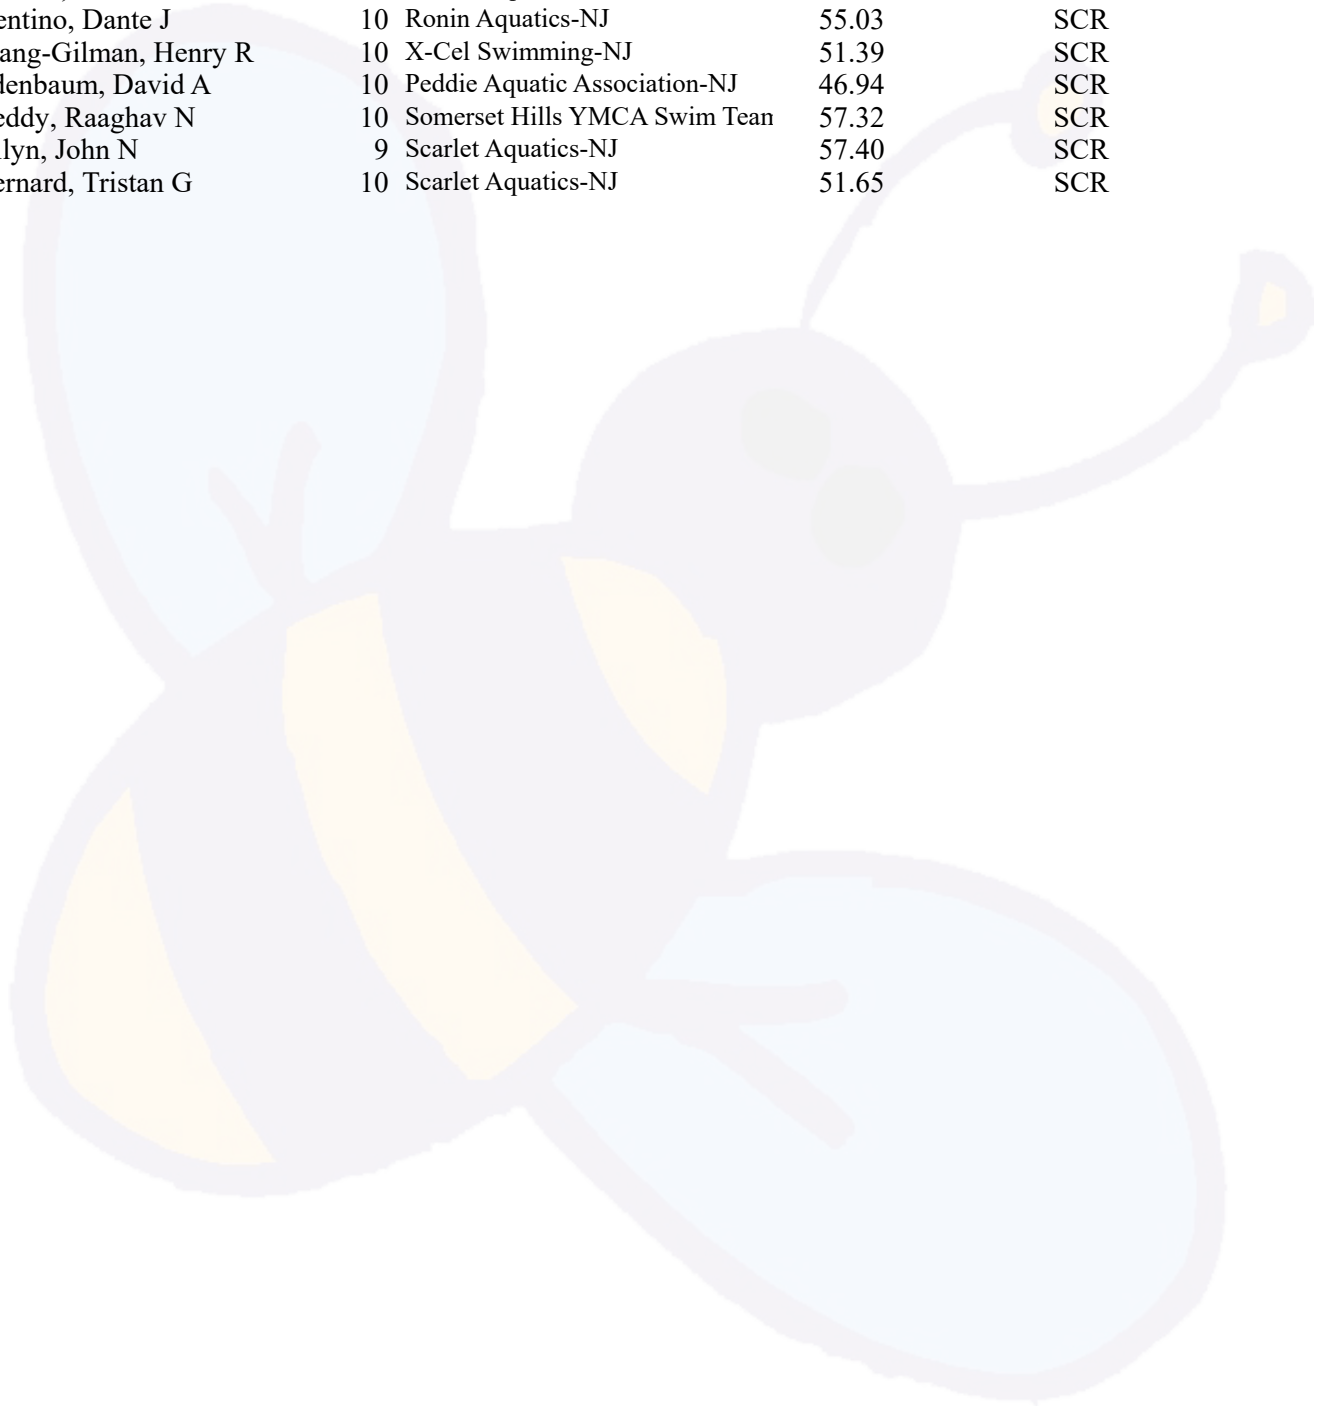 entino, Dante J 10 Ronin Aquatics-NJ 55.03 SCR
ang-Gilman, Henry R 10 X-Cel Swimming-NJ 51.39 SCR
denbaum, David A 10 Peddie Aquatic Association-NJ 46.94 SCR
eddy, Raaghav N 10 Somerset Hills YMCA Swim Tean 57.32 SCR
lyn, John N 9 Scarlet Aquatics-NJ 57.40 SCR
ernard, Tristan G 10 Scarlet Aquatics-NJ 51.65 SCR